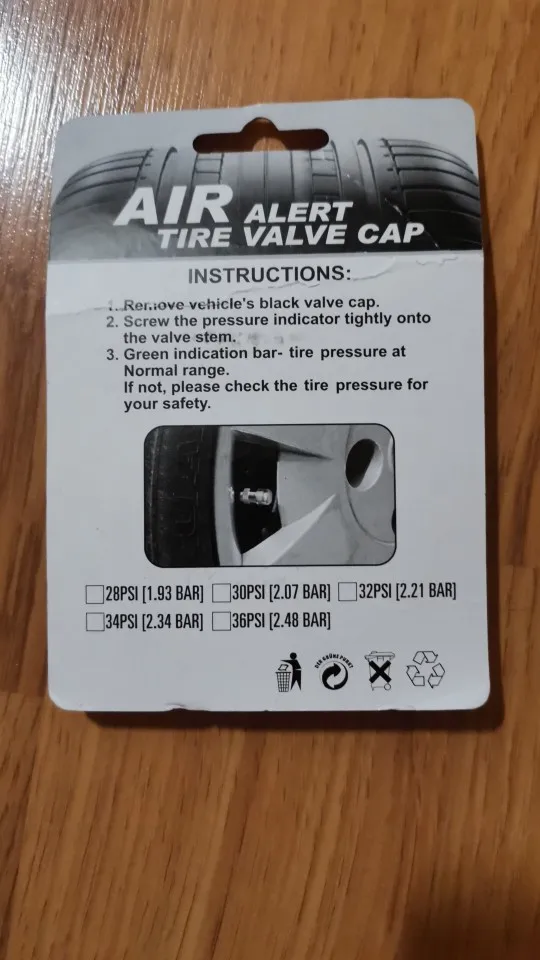 AIR ALERT
TIRE VALVE CAP
INSTRUCTIONS:
1. Remove vehicle's black valve cap.
2. Screw the pressure indicator tightly onto
the valve stem.
3. Green indication bar- tire pressure at
Normal range.
If not, please check the tire pressure for
your safety.
28PSI [1.93 BAR] 30PSI [2.07 BAR] 32PSI [2.21 BAR]
34PSI [2.34 BAR] 36PSI [2.48 BAR]
DER GRÜNE PUNKT